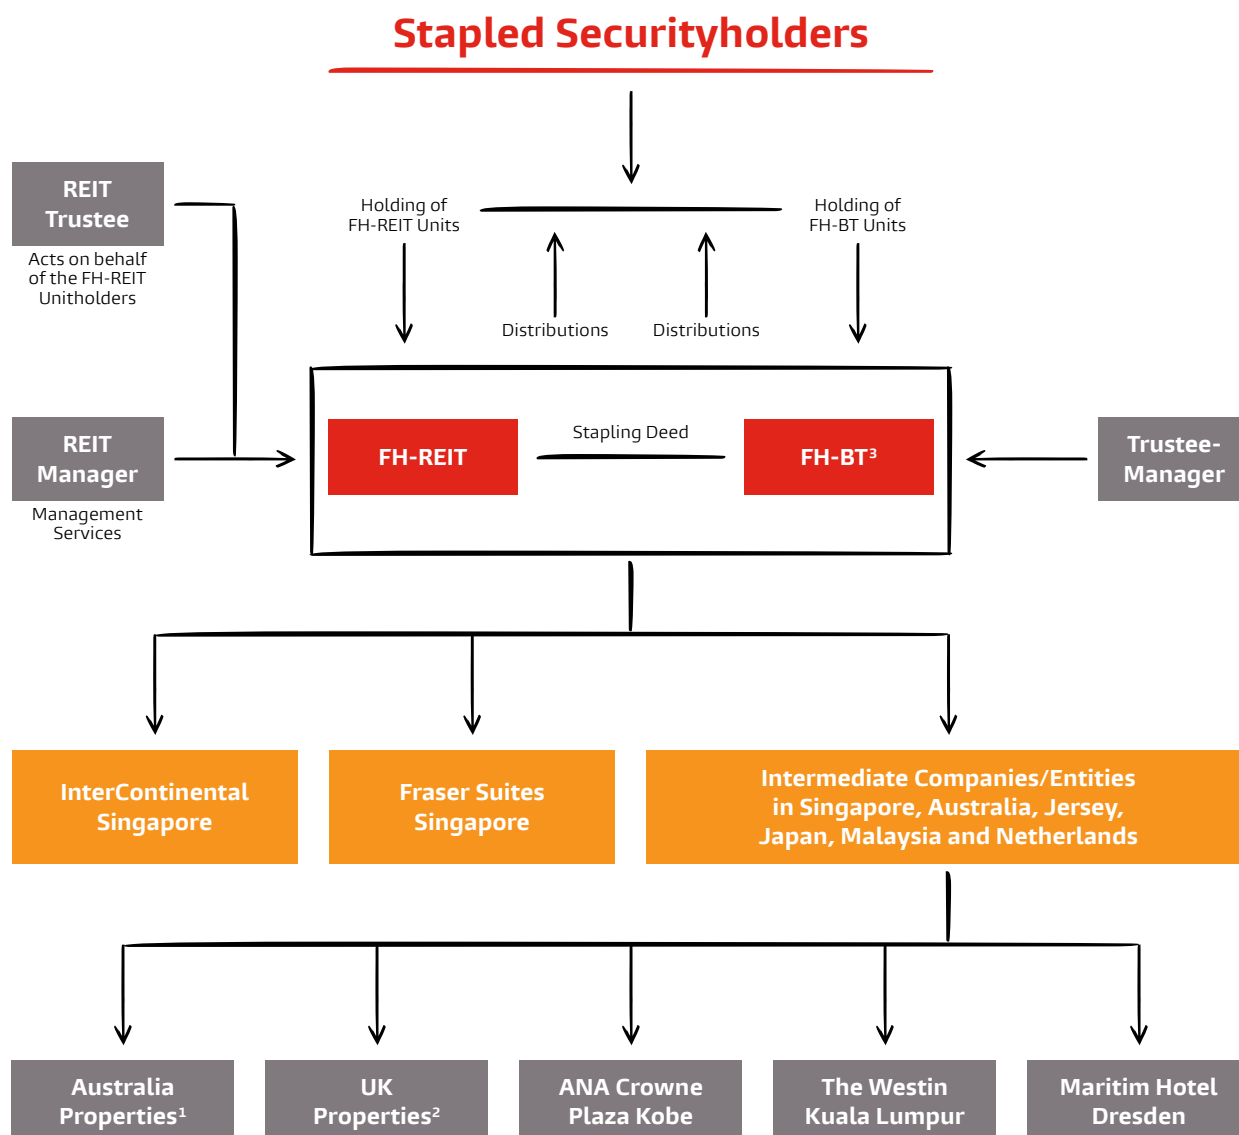 Stapled Securityholders
REIT
Trustee
Acts on behalf
of the FH-REIT
Unitholders
Holding of
FH-REIT Units
Holding of
FH-BT Units
Distributions
Distributions
REIT
Manager
Management
Services
FH-REIT
Stapling Deed
FH-BT³
Trustee-
Manager
InterContinental
Singapore
Fraser Suites
Singapore
Intermediate Companies/Entities
in Singapore, Australia, Jersey,
Japan, Malaysia and Netherlands
Australia
Properties¹
UK
Properties²
ANA Crowne
Plaza Kobe
The Westin
Kuala Lumpur
Maritim Hotel
Dresden